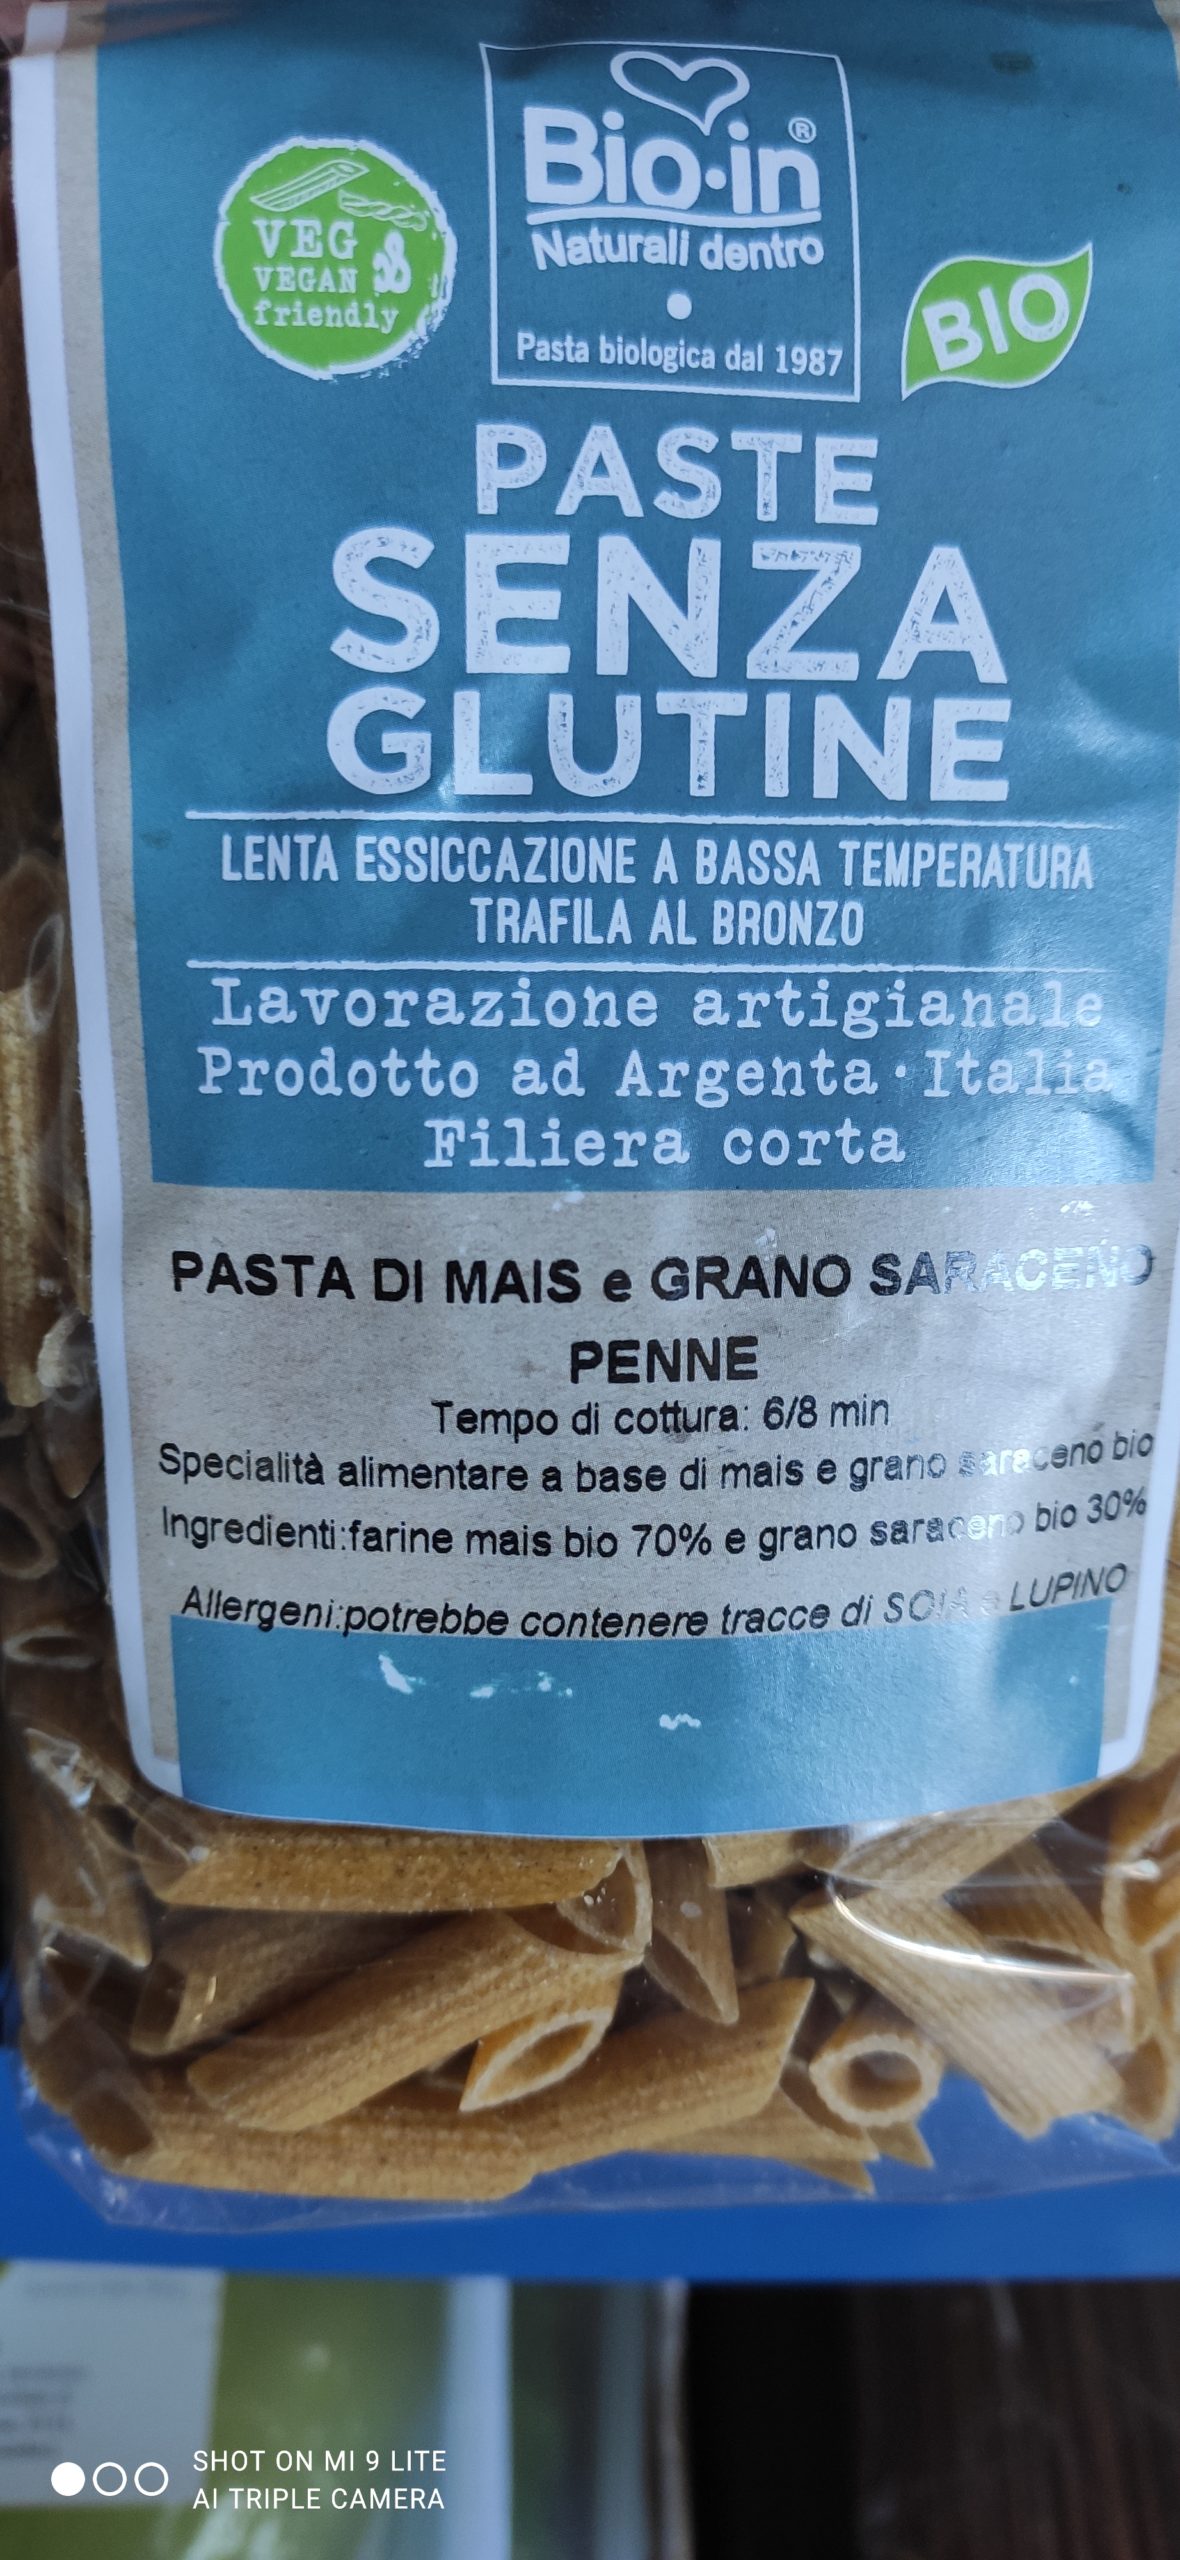 Bio·in®
Naturali dentro
Pasta biologica dal 1987
VEG
VEGAN
friendly
BIO
PASTE
SENZA
GLUTINE
LENTA ESSICCAZIONE A BASSA TEMPERATURA
TRAFILA AL BRONZO
Lavorazione artigianale
Prodotto ad Argenta·Italia
Filiera corta
PASTA DI MAIS e GRANO SARACENO
PENNE
Tempo di cottura: 6/8 min
Specialità alimentare a base di mais e grano saraceno bio
Ingredienti:farine mais bio 70% e grano saraceno bio 30%
Allergeni:potrebbe contenere tracce di SOIA e LUPINO
SHOT ON MI 9 LITE
AI TRIPLE CAMERA